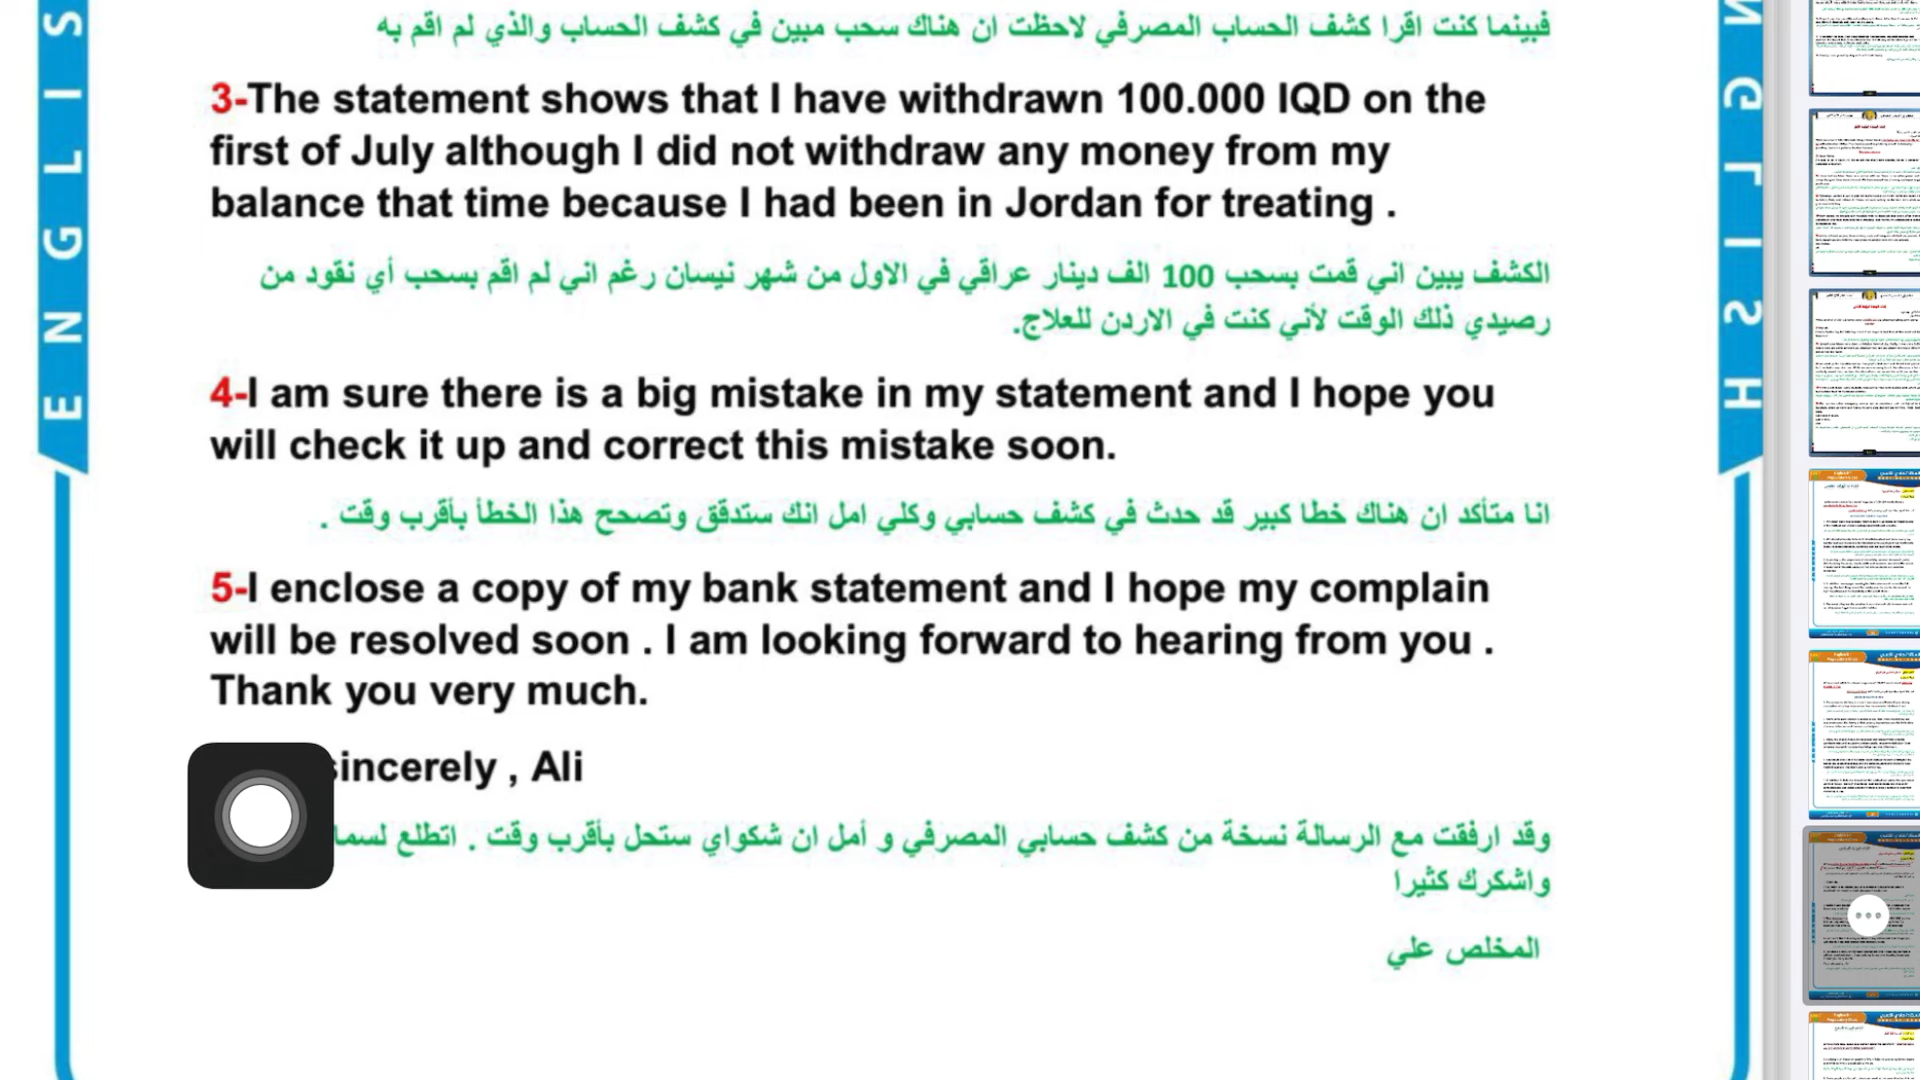 فبينما كنت اقرا كشف الحساب المصرفي لاحظت ان هناك سحب مبين في كشف الحساب والذي لم اقم به
3-The statement shows that I have withdrawn 100.000 IQD on the
first of July although I did not withdraw any money from my
balance that time because I had been in Jordan for treating .
الكشف يبين اني قمت بسحب 100 الف دينار عراقي في الاول من شهر نيسان رغم اني لم اقم بسحب أي نقود من
رصيدي ذلك الوقت لأني كنت في الاردن للعلاج.
4-I am sure there is a big mistake in my statement and I hope you
will check it up and correct this mistake soon.
انا متأكد ان هناك خطا كبير قد حدث في كشف حسابي وكلي امل انك ستدقق وتصحح هذا الخطأ بأقرب وقت .
5-I enclose a copy of my bank statement and I hope my complain
will be resolved soon . I am looking forward to hearing from you .
Thank you very much.
sincerely , Ali
وقد ارفقت مع الرسالة نسخة من كشف حسابي المصرفي و أمل ان شكواي ستحل بأقرب وقت . اتطلع
واشكرك كثيرا
المخلص علي
ENGLIS
NGLISH